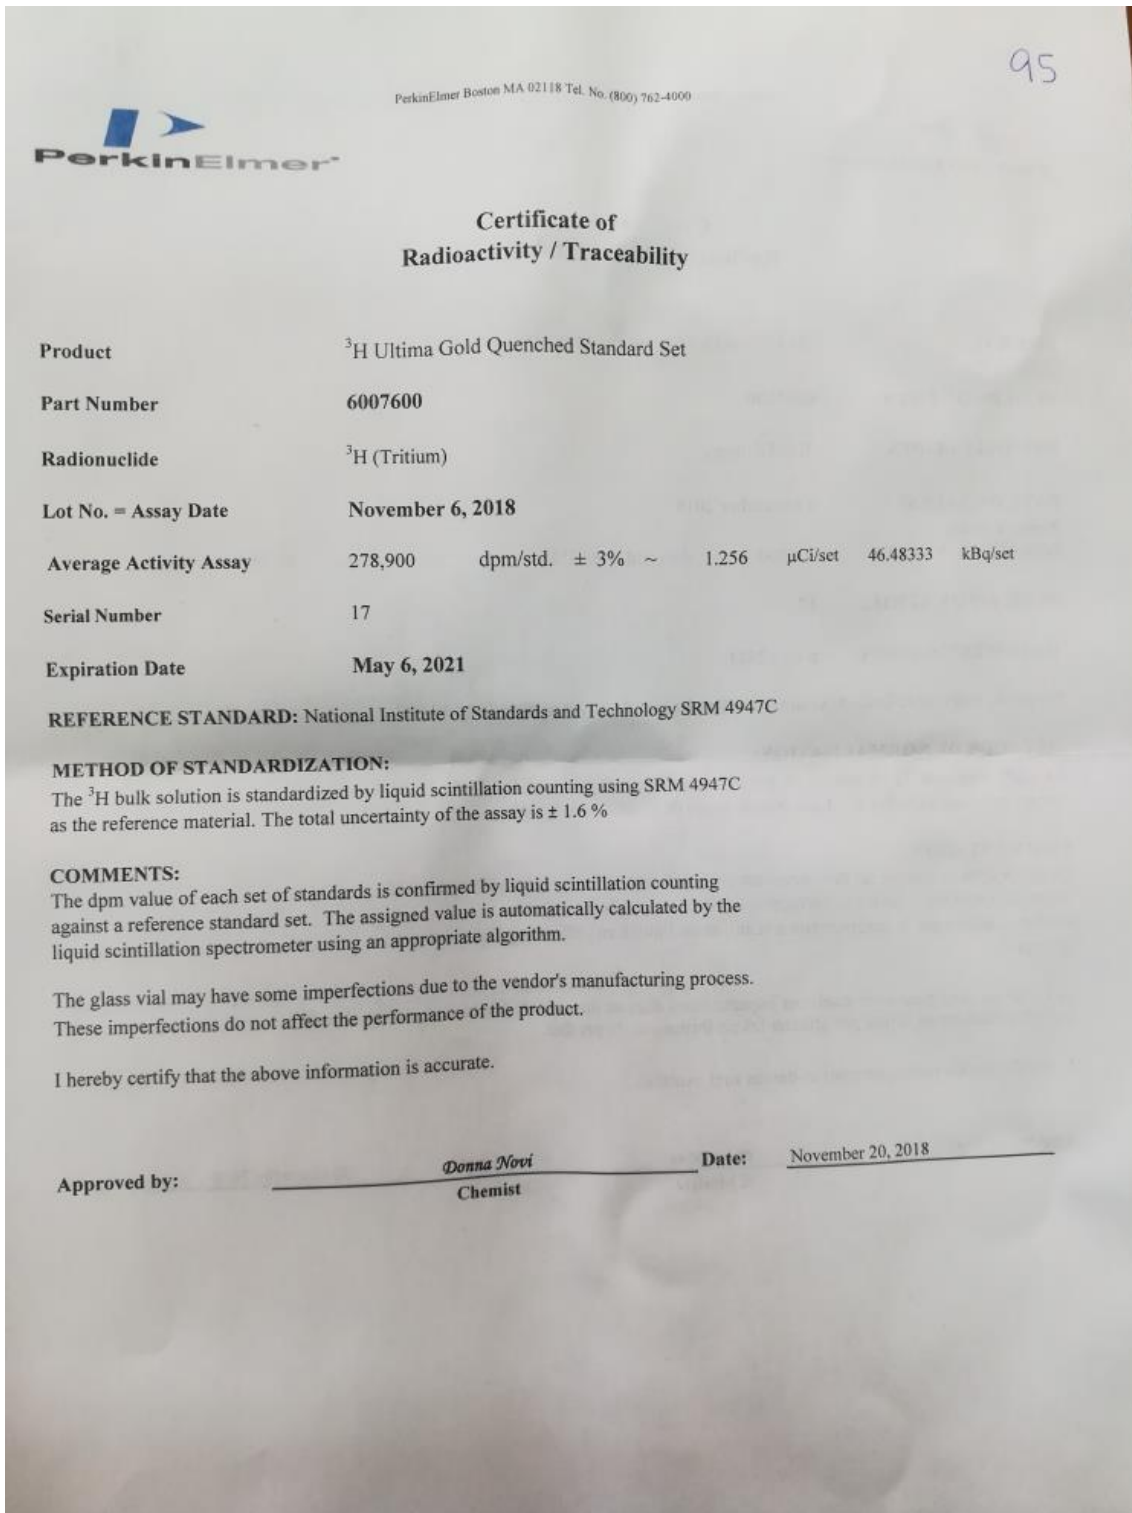 95
PerkinElmer Boston MA 02118 Tel. No. (800) 762-4000
PerkinElmer
Certificate of
Radioactivity / Traceability
Product ³H Ultima Gold Quenched Standard Set
Part Number 6007600
Radionuclide ³H (Tritium)
Lot No. = Assay Date November 6, 2018
Average Activity Assay 278,900 dpm/std. ± 3% ~ 1.256 µCi/set 46.48333 kBq/set
Serial Number 17
Expiration Date May 6, 2021
REFERENCE STANDARD: National Institute of Standards and Technology SRM 4947C
METHOD OF STANDARDIZATION:
The ³H bulk solution is standardized by liquid scintillation counting using SRM 4947C
as the reference material. The total uncertainty of the assay is ± 1.6 %
COMMENTS:
The dpm value of each set of standards is confirmed by liquid scintillation counting
against a reference standard set. The assigned value is automatically calculated by the
liquid scintillation spectrometer using an appropriate algorithm.
The glass vial may have some imperfections due to the vendor's manufacturing process.
These imperfections do not affect the performance of the product.
I hereby certify that the above information is accurate.
Approved by: Donna Novi Date: November 20, 2018
Chemist